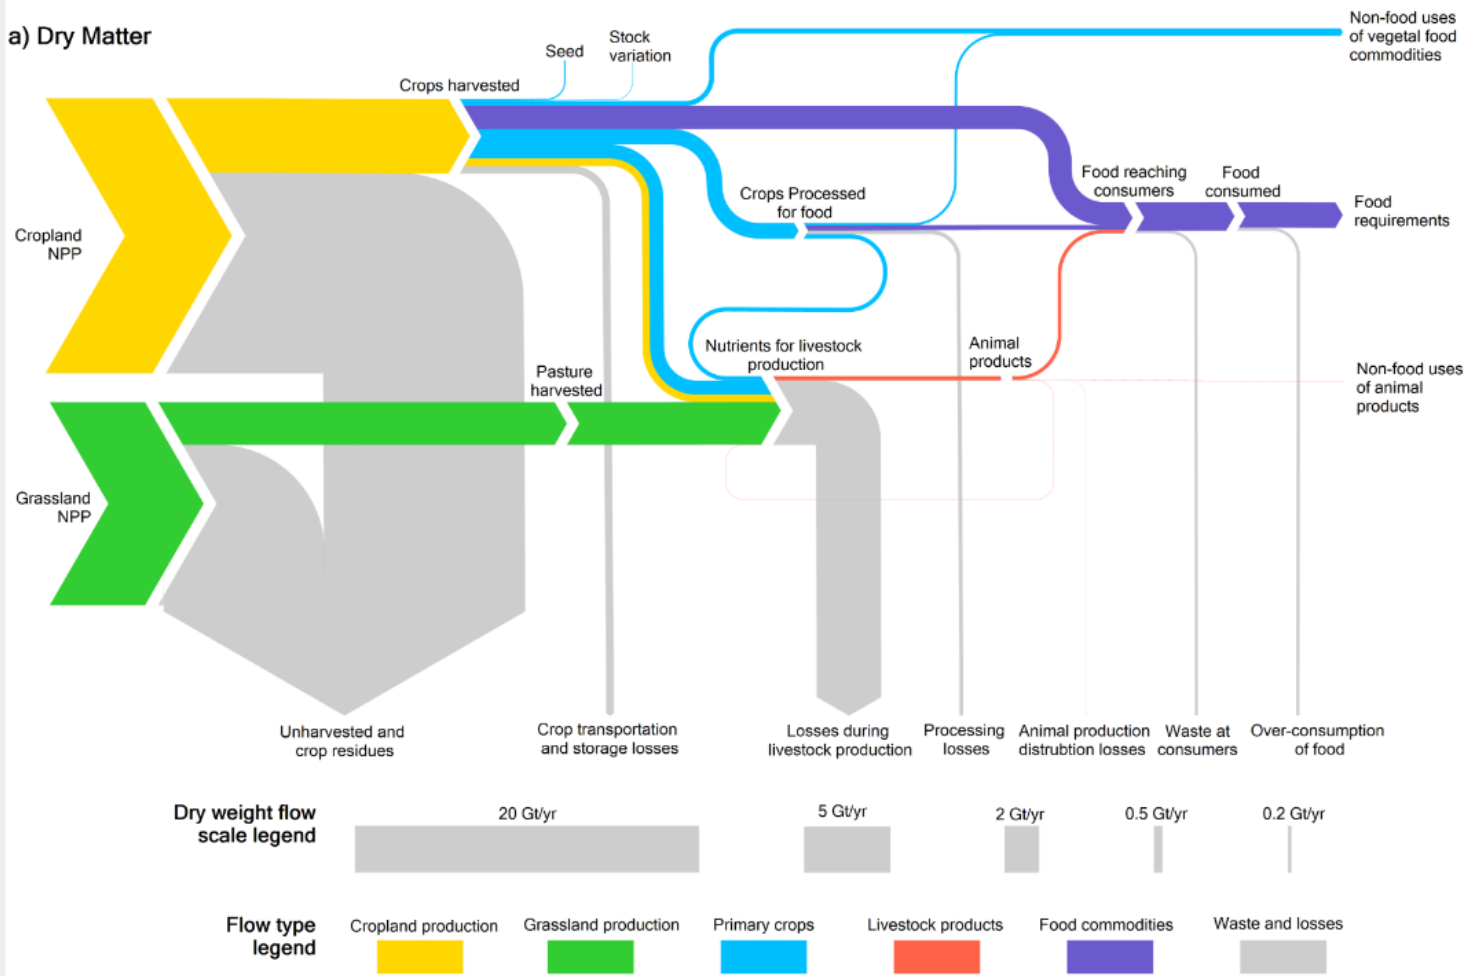 a) Dry Matter
Seed
Stock
variation
Non-food uses
of vegetal food
commodities
Crops harvested
Cropland
NPP
Crops Processed
for food
Food reaching
consumers
Food
consumed
Food
requirements
Nutrients for livestock
production
Animal
products
Pasture
harvested
Non-food uses
of animal
products
Grassland
NPP
Unharvested and
crop residues
Crop transportation
and storage losses
Losses during
livestock production
Processing
losses
Animal production
distrubtion losses
Waste at
consumers
Over-consumption
of food
Dry weight flow
scale legend
20 Gt/yr
5 Gt/yr
2 Gt/yr
0.5 Gt/yr
0.2 Gt/yr
Flow type
legend
Cropland production
Grassland production
Primary crops
Livestock products
Food commodities
Waste and losses